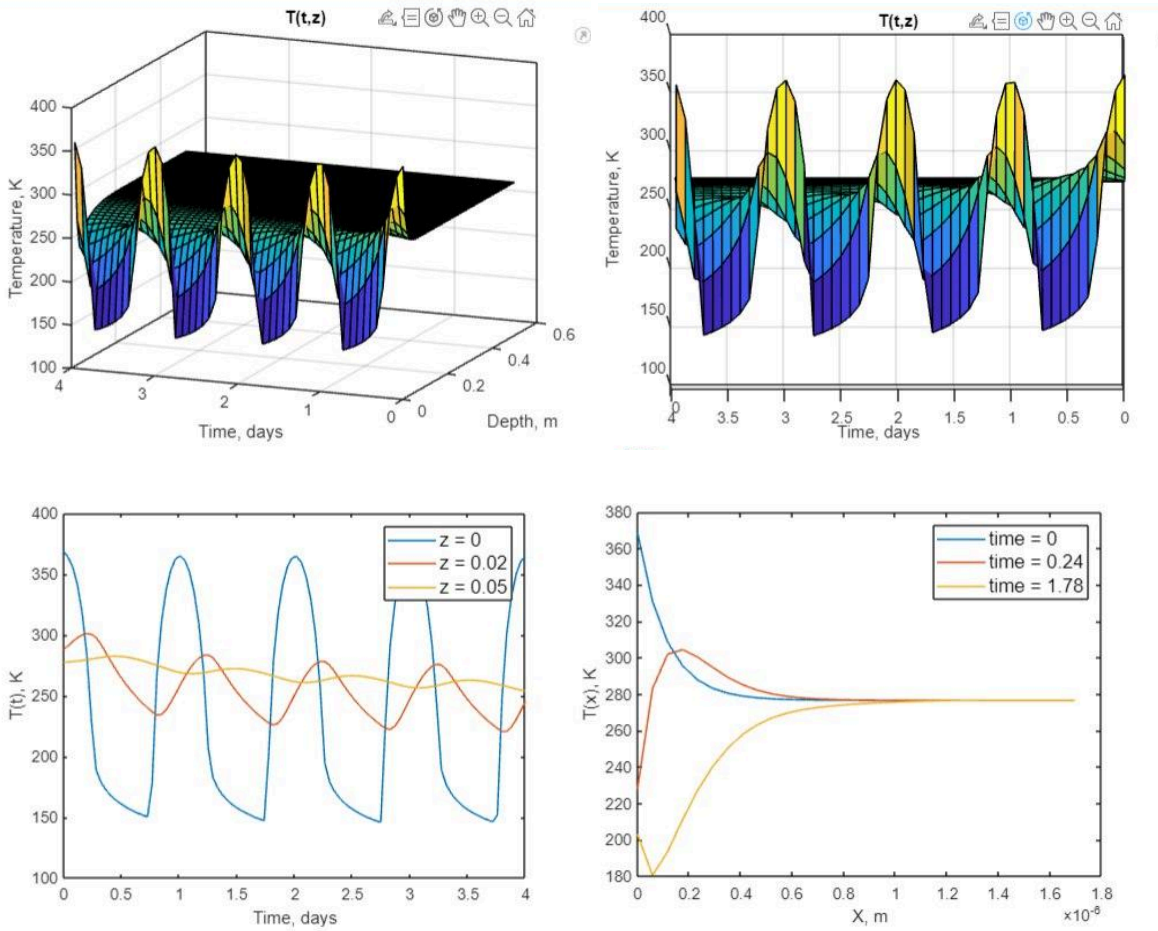 T(t,z)
400
350
300
250
200
150
100
Temperature, K
4
3
2
1
0
Time, days
0
0.2
0.4
0.6
Depth, m
T(t,z)
400
350
300
250
200
150
100
Temperature, K
0
4 3.5 3 2.5 2 1.5 1 0.5 0
Time, days
400
350
300
250
200
150
100
T(t), K
z = 0
z = 0.02
z = 0.05
0 0.5 1 1.5 2 2.5 3 3.5 4
Time, days
380
360
340
320
300
280
260
240
220
200
180
T(x), K
time = 0
time = 0.24
time = 1.78
0 0.2 0.4 0.6 0.8 1 1.2 1.4 1.6 1.8
X, m